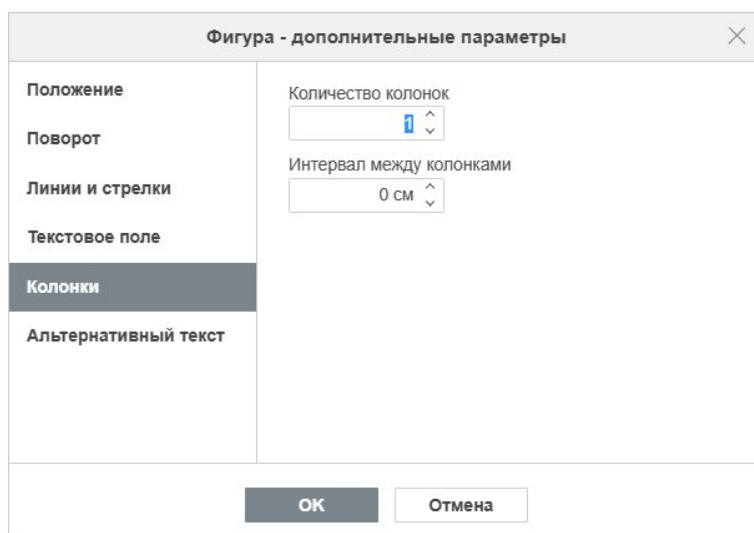 Фигура - дополнительные параметры
Положение
Поворот
Линии и стрелки
Текстовое поле
Колонки
Альтернативный текст
Количество колонок
1
Интервал между колонками
0 см
OK
Отмена